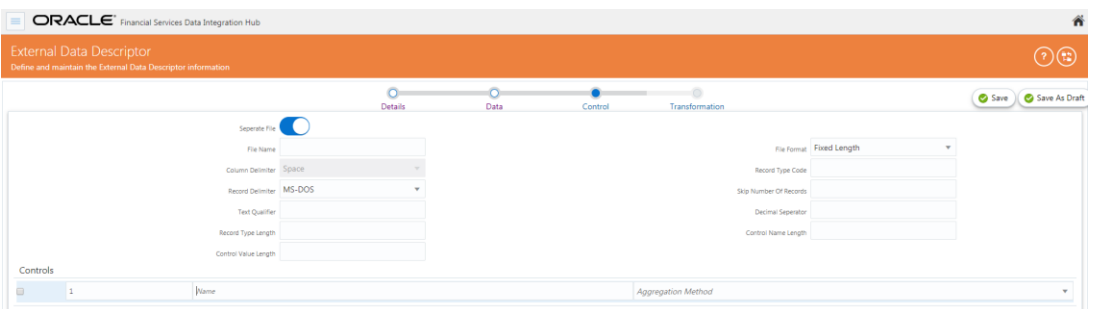 ORACLE® Financial Services Data Integration Hub
External Data Descriptor
Define and maintain the External Data Descriptor information
?
Details Data Control Transformation
Save Save As Draft
Seperate File
File Name File Format Fixed Length
Column Delimiter Space Record Type Code
Record Delimiter MS-DOS Skip Number Of Records
Text Qualifier Decimal Seperator
Record Type Length Control Name Length
Control Value Length
Controls
1 Name Aggregation Method